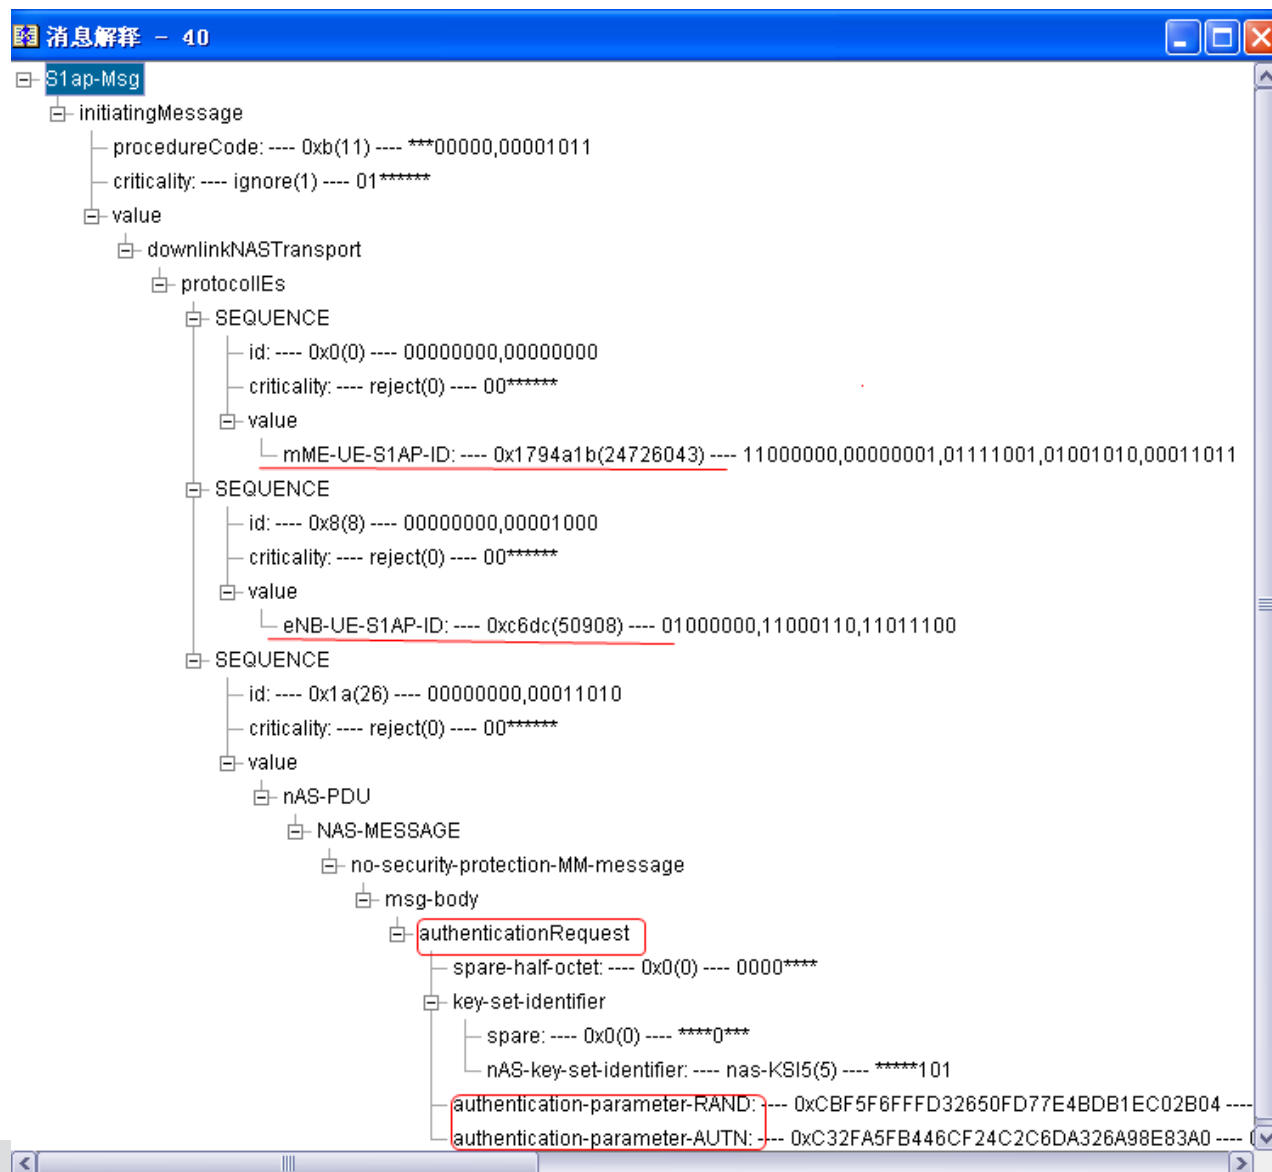 消息解释 - 40
S1ap-Msg
initiatingMessage
procedureCode: ---- 0xb(11) ---- ***00000,00001011
criticality: ---- ignore(1) ---- 01******
value
downlinkNASTransport
protocolIEs
SEQUENCE
id: ---- 0x0(0) ---- 00000000,00000000
criticality: ---- reject(0) ---- 00******
value
mME-UE-S1AP-ID: ---- 0x1794a1b(24726043) ---- 11000000,00000001,01111001,01001010,00011011
SEQUENCE
id: ---- 0x8(8) ---- 00000000,00001000
criticality: ---- reject(0) ---- 00******
value
eNB-UE-S1AP-ID: ---- 0xc6dc(50908) ---- 01000000,11000110,11011100
SEQUENCE
id: ---- 0x1a(26) ---- 00000000,00011010
criticality: ---- reject(0) ---- 00******
value
nAS-PDU
NAS-MESSAGE
no-security-protection-MM-message
msg-body
authenticationRequest
spare-half-octet: ---- 0x0(0) ---- 0000****
key-set-identifier
spare: ---- 0x0(0) ---- ****0***
nAS-key-set-identifier: ---- nas-KSI5(5) ---- *****101
authentication-parameter-RAND: ---- 0xCBF5F6FFFD32650FD77E4BDB1EC02B04 ----
authentication-parameter-AUTN: ---- 0xC32FA5FB446CF24C2C6DA326A98E83A0 ----